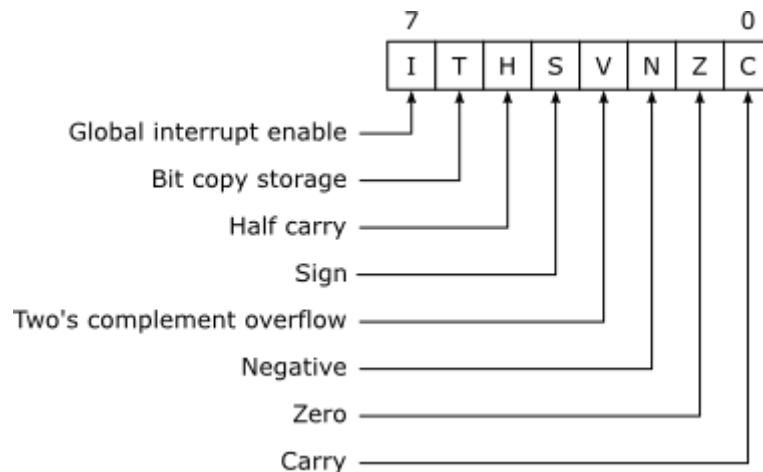 7 0
I T H S V N Z C
Global interrupt enable
Bit copy storage
Half carry
Sign
Two's complement overflow
Negative
Zero
Carry